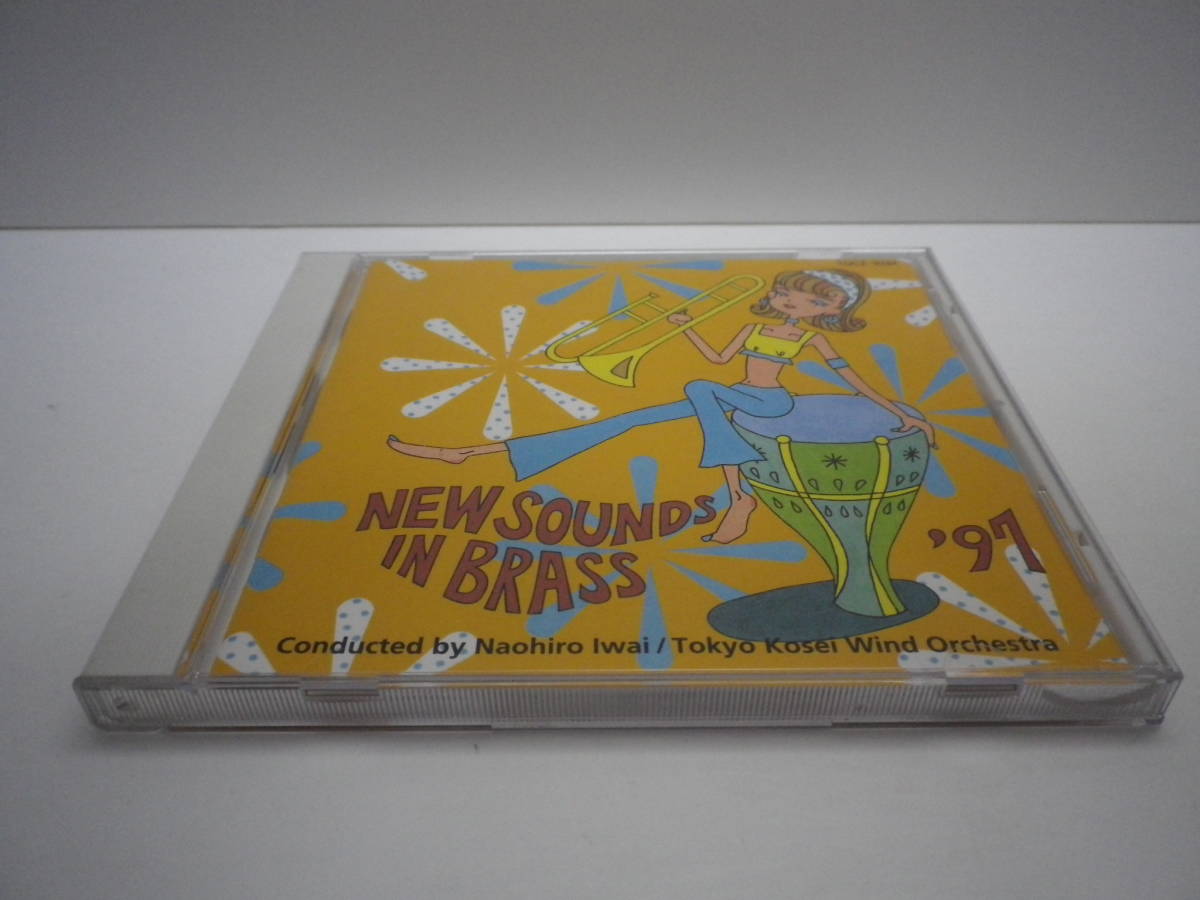 NEW SOUNDS
IN BRASS
'97
Conducted by Naohiro Iwai / Tokyo Kosei Wind Orchestra